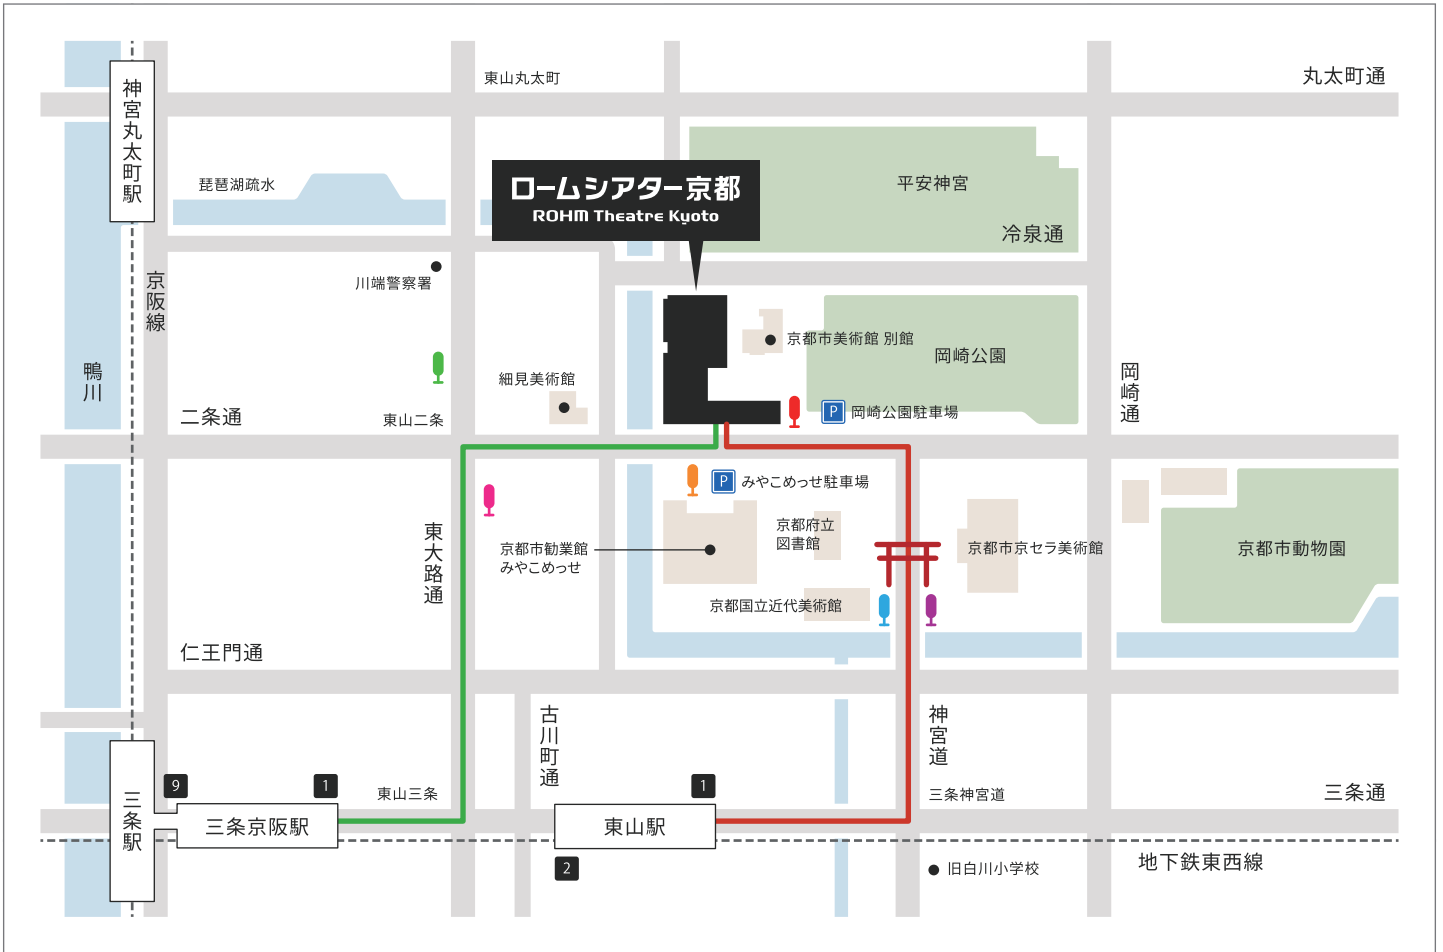 東山丸太町
丸太町通
神宮丸太町駅
琵琶湖疏水
ロームシアター京都
ROHM Theatre Kyoto
平安神宮
冷泉通
川端警察署
京阪線
京都市美術館 別館
岡崎公園
鴨川
細見美術館
岡崎通
二条通
東山二条
P
岡崎公園駐車場
P
みやこめっせ駐車場
東大路通
京都市勧業館
みやこめっせ
京都府立
図書館
京都市京セラ美術館
京都市動物園
京都国立近代美術館
仁王門通
古川町通
神宮道
三条駅
9
1
東山三条
1
三条神宮道
三条通
三条京阪駅
東山駅
2
旧白川小学校
地下鉄東西線